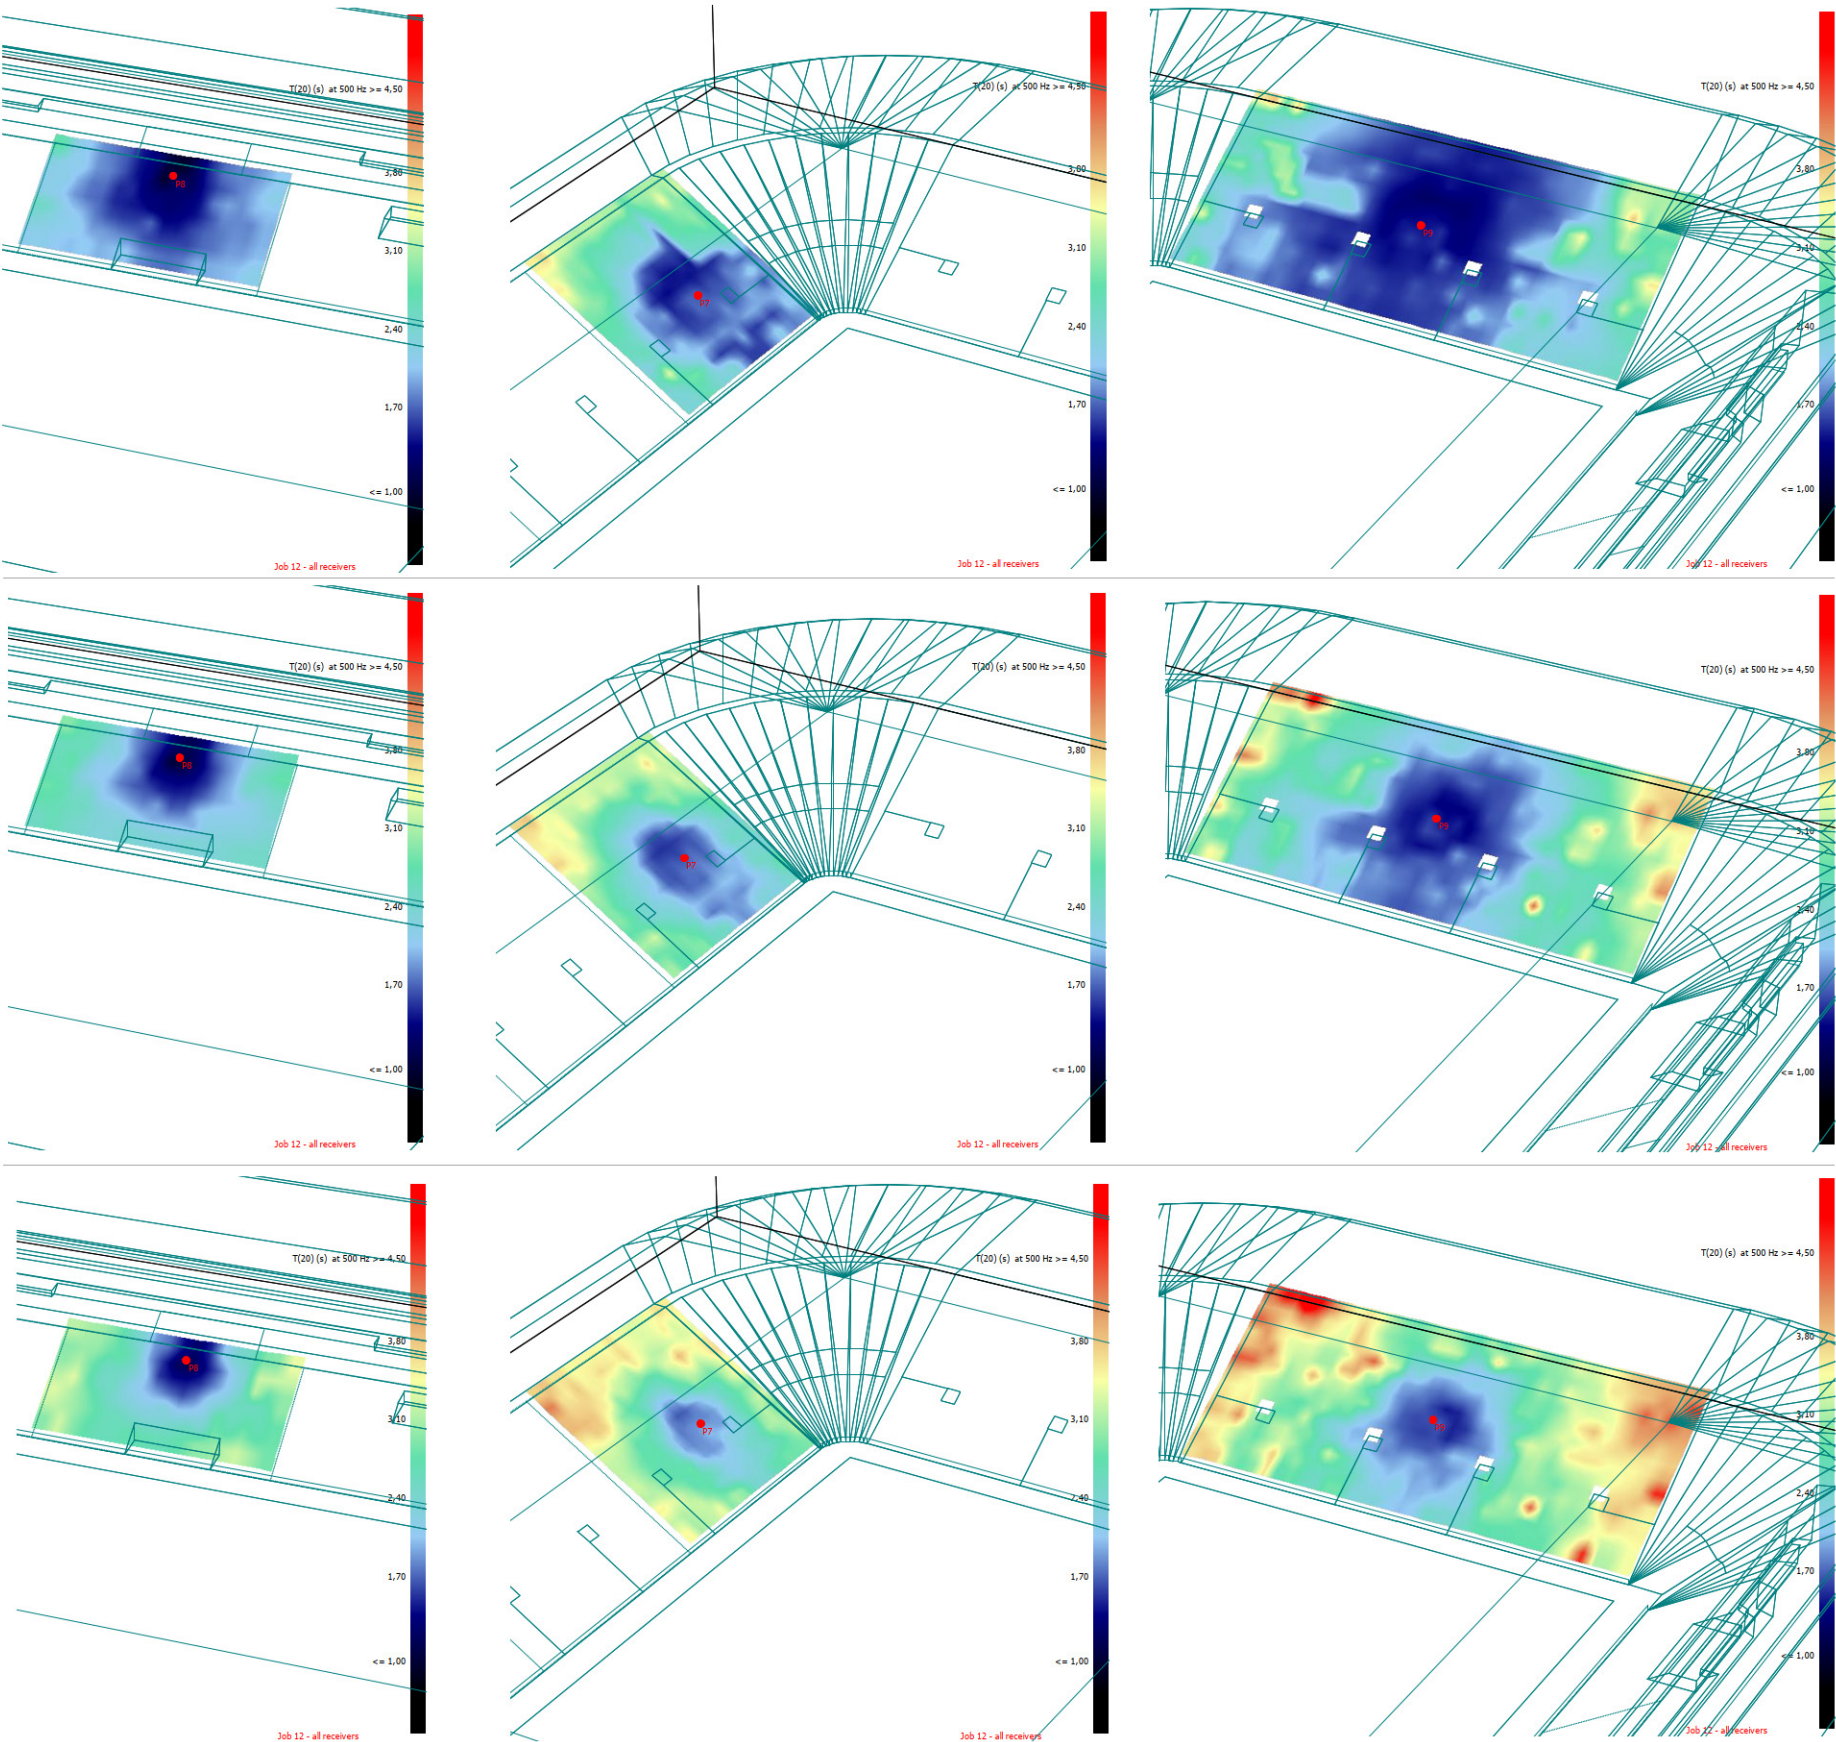 T(20) (s) at 500 Hz >= 4,50
3,80
3,10
2,40
1,70
<= 1,00
P8
Job 12 - all receivers
T(20) (s) at 500 Hz >= 4,50
3,80
3,10
2,40
1,70
<= 1,00
P7
Job 12 - all receivers
T(20) (s) at 500 Hz >= 4,50
3,80
3,10
2,40
1,70
<= 1,00
P9
Job 12 - all receivers
T(20) (s) at 500 Hz >= 4,50
3,80
3,10
2,40
1,70
<= 1,00
P8
Job 12 - all receivers
T(20) (s) at 500 Hz >= 4,50
3,80
3,10
2,40
1,70
<= 1,00
P7
Job 12 - all receivers
T(20) (s) at 500 Hz >= 4,50
3,80
3,10
2,40
1,70
<= 1,00
P9
Job 12 - all receivers
T(20) (s) at 500 Hz >= 4,50
3,80
3,10
2,40
1,70
<= 1,00
P8
Job 12 - all receivers
T(20) (s) at 500 Hz >= 4,50
3,80
3,10
2,40
1,70
<= 1,00
P7
Job 12 - all receivers
T(20) (s) at 500 Hz >= 4,50
3,80
3,10
2,40
1,70
<= 1,00
P9
Job 12 - all receivers